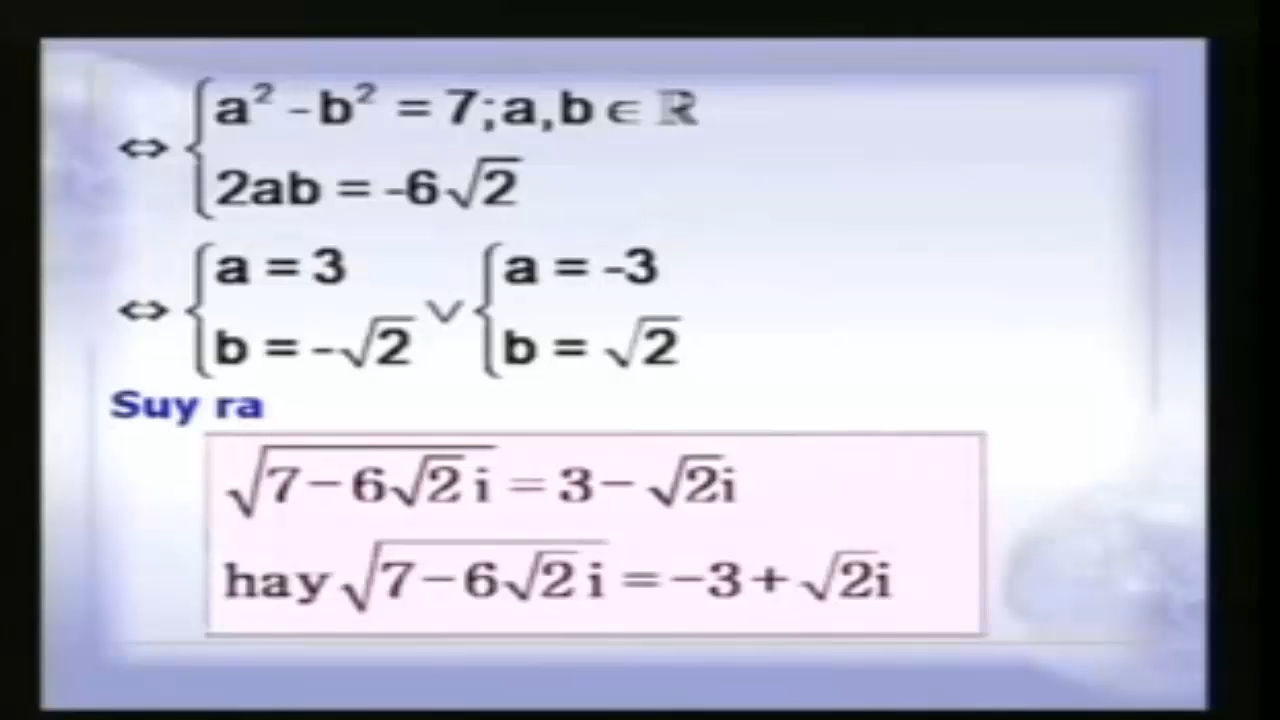 ⇔ { a² - b² = 7; a, b ∈ ℝ
2ab = -6√2
⇔ { a = 3 ∨ { a = -3
b = -√2 b = √2
Suy ra
√(7 - 6√2 i) = 3 - √2i
hay √(7 - 6√2 i) = -3 + √2i